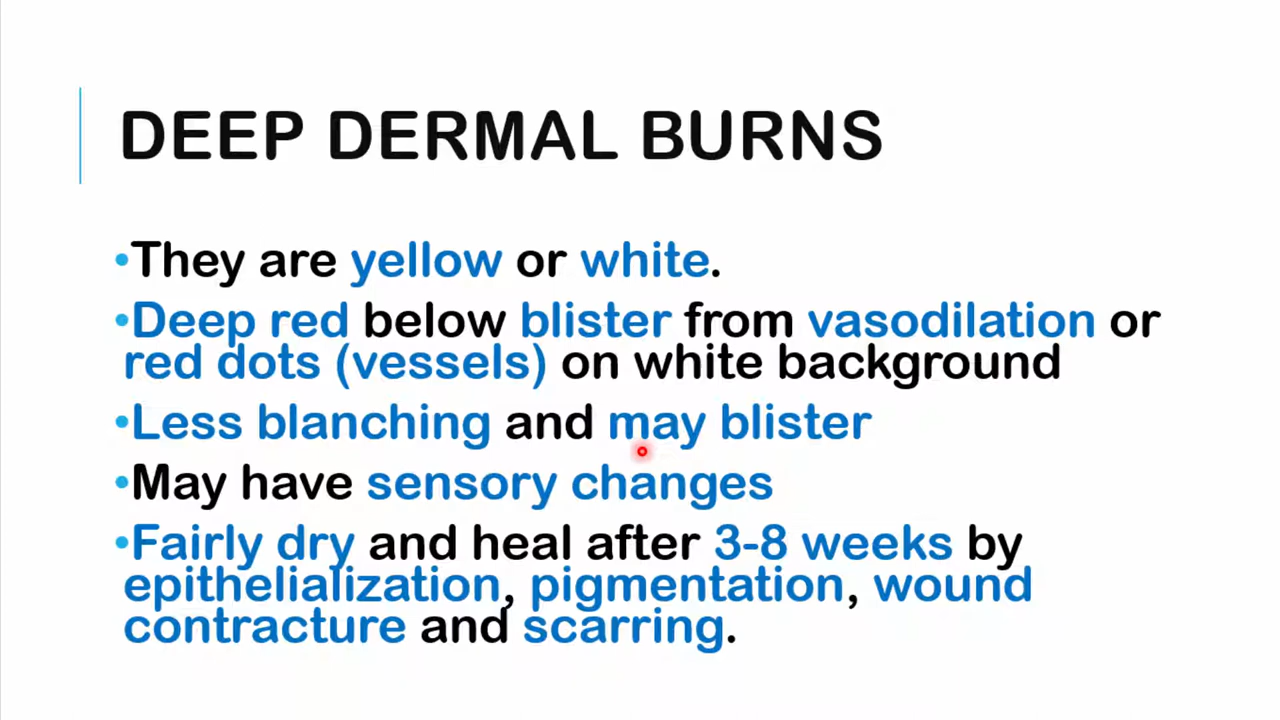 DEEP DERMAL BURNS
•They are yellow or white.
•Deep red below blister from vasodilation or
red dots (vessels) on white background
•Less blanching and may blister
•May have sensory changes
•Fairly dry and heal after 3-8 weeks by
epithelialization, pigmentation, wound
contracture and scarring.